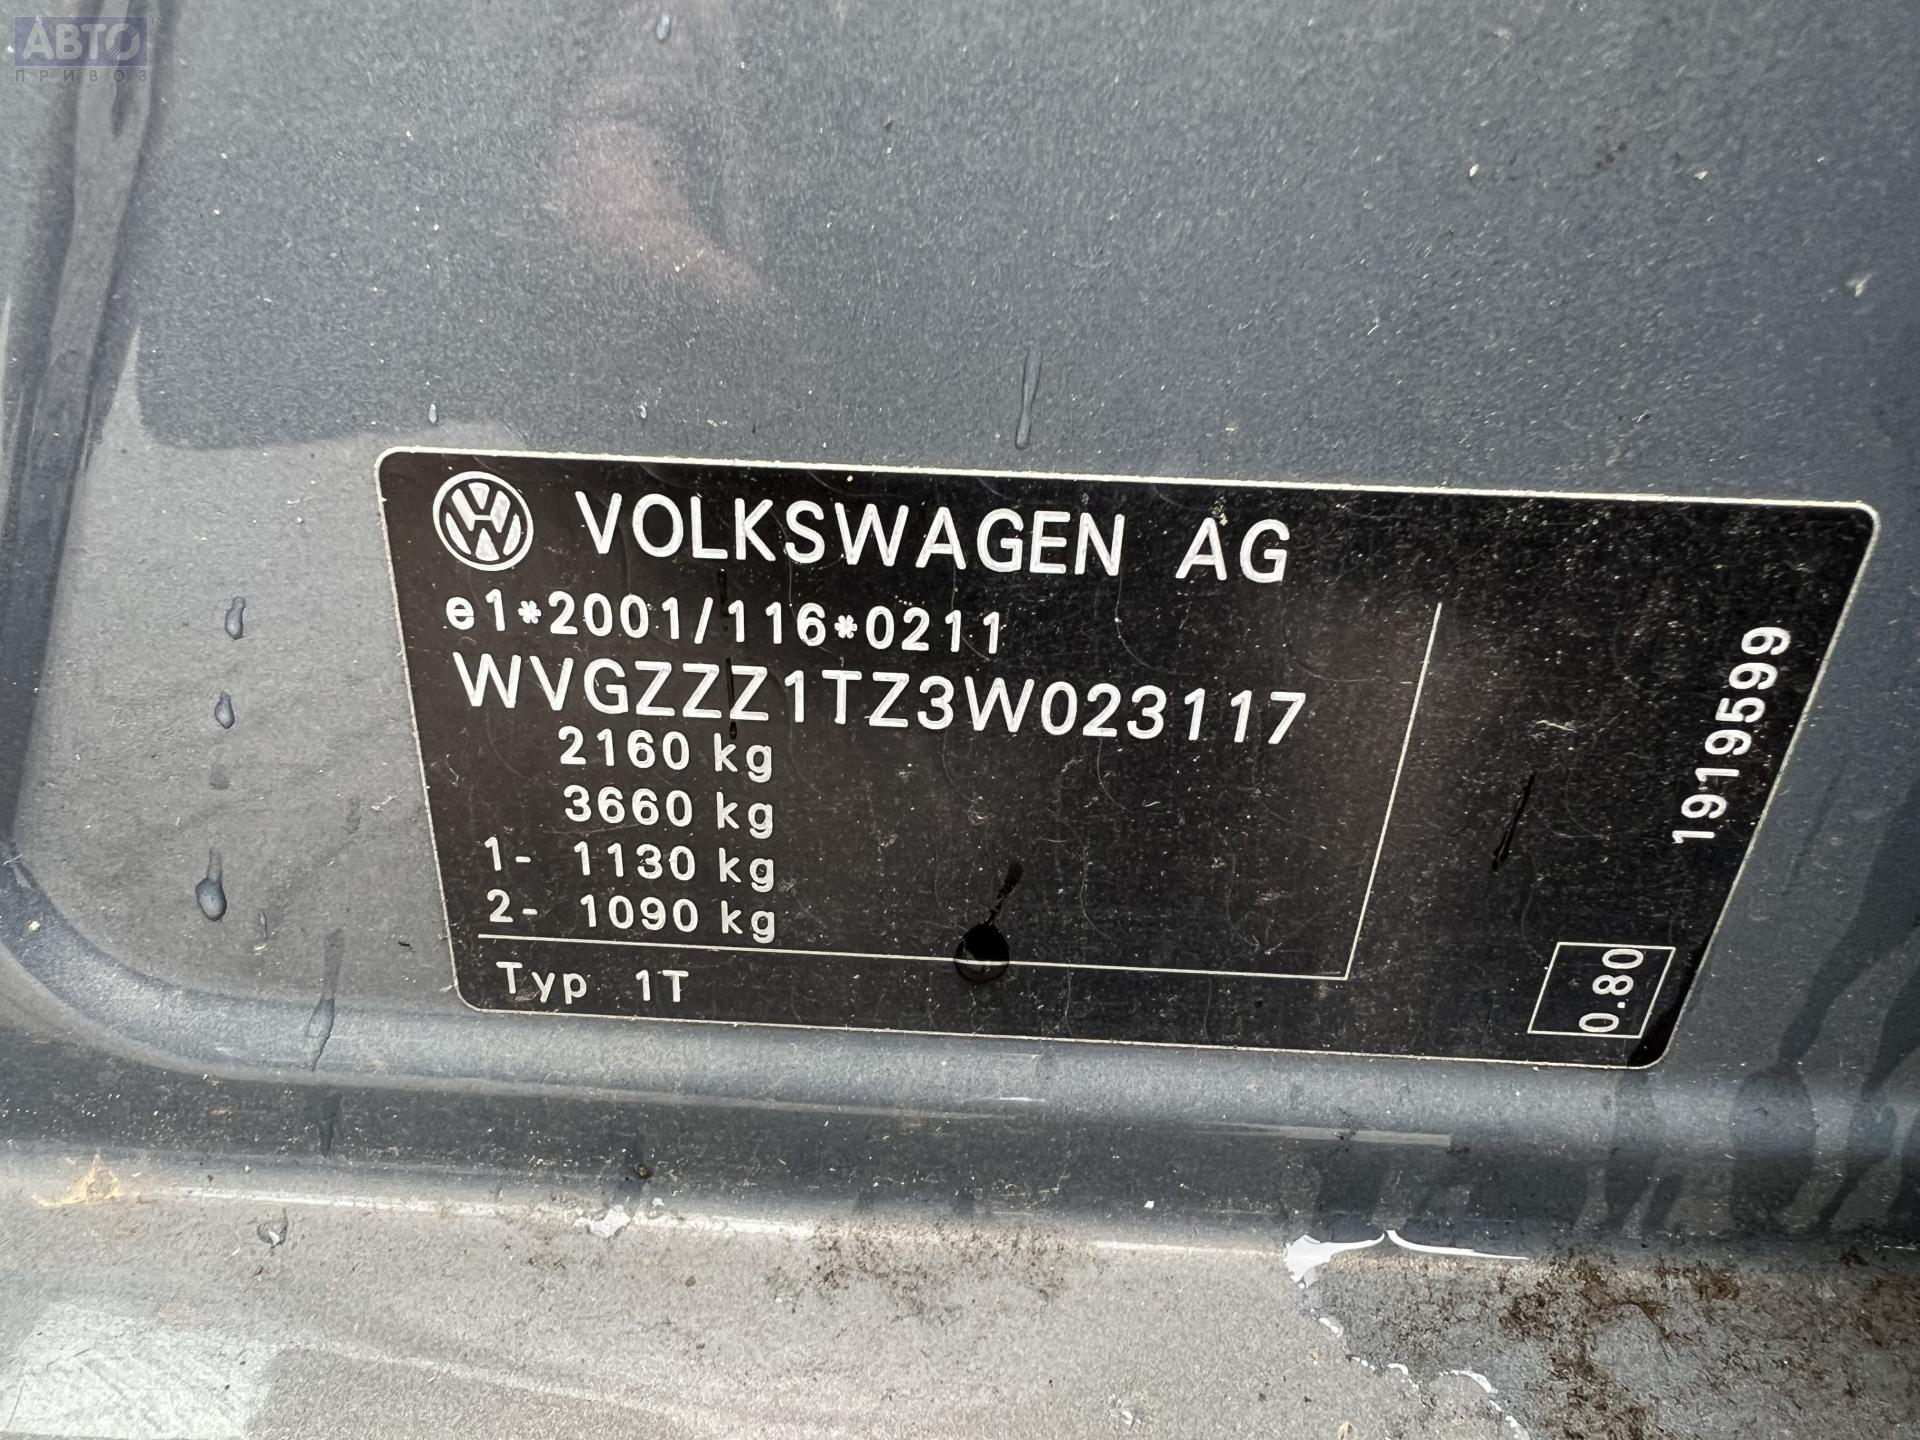 АВТО
ПРИВОЗ
VOLKSWAGEN AG
e1*2001/116*0211
WVGZZZ1TZ3W023117
2160 kg
3660 kg
1- 1130 kg
2- 1090 kg
Typ 1T
1919599
0.80